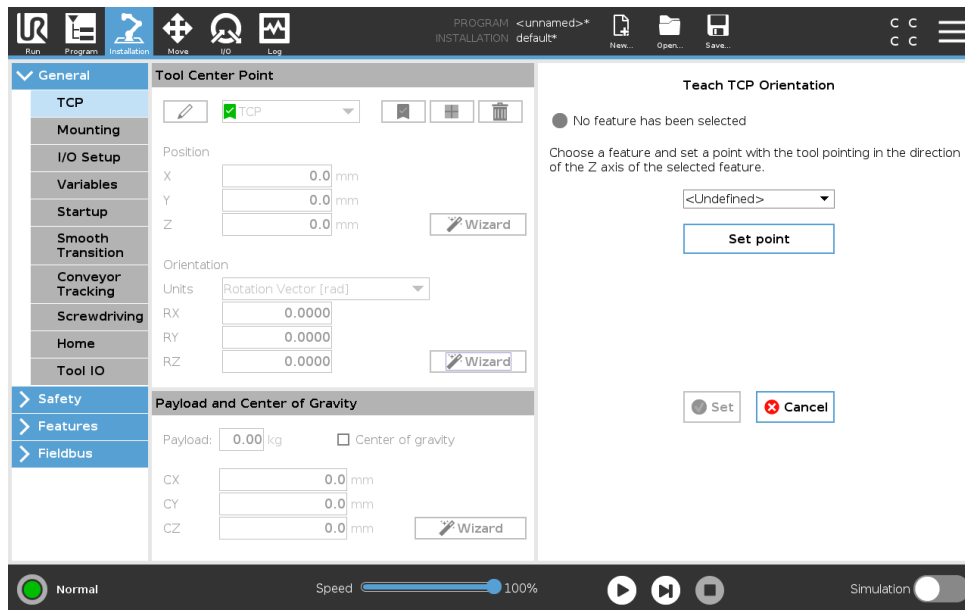 PROGRAM <unnamed>*
INSTALLATION default*
Run
Program
Installation
Move
I/O
Log
New...
Open...
Save...
C C
C C
General
TCP
Mounting
I/O Setup
Variables
Startup
Smooth
Transition
Conveyor
Tracking
Screwdriving
Home
Tool IO
Safety
Features
Fieldbus
Tool Center Point
TCP
Position
X 0.0 mm
Y 0.0 mm
Z 0.0 mm
Wizard
Orientation
Units Rotation Vector [rad]
RX 0.0000
RY 0.0000
RZ 0.0000
Wizard
Payload and Center of Gravity
Payload: 0.00 kg
Center of gravity
CX 0.0 mm
CY 0.0 mm
CZ 0.0 mm
Wizard
Teach TCP Orientation
No feature has been selected
Choose a feature and set a point with the tool pointing in the direction
of the Z axis of the selected feature.
<Undefined>
Set point
Set
Cancel
Normal
Speed 100%
Simulation